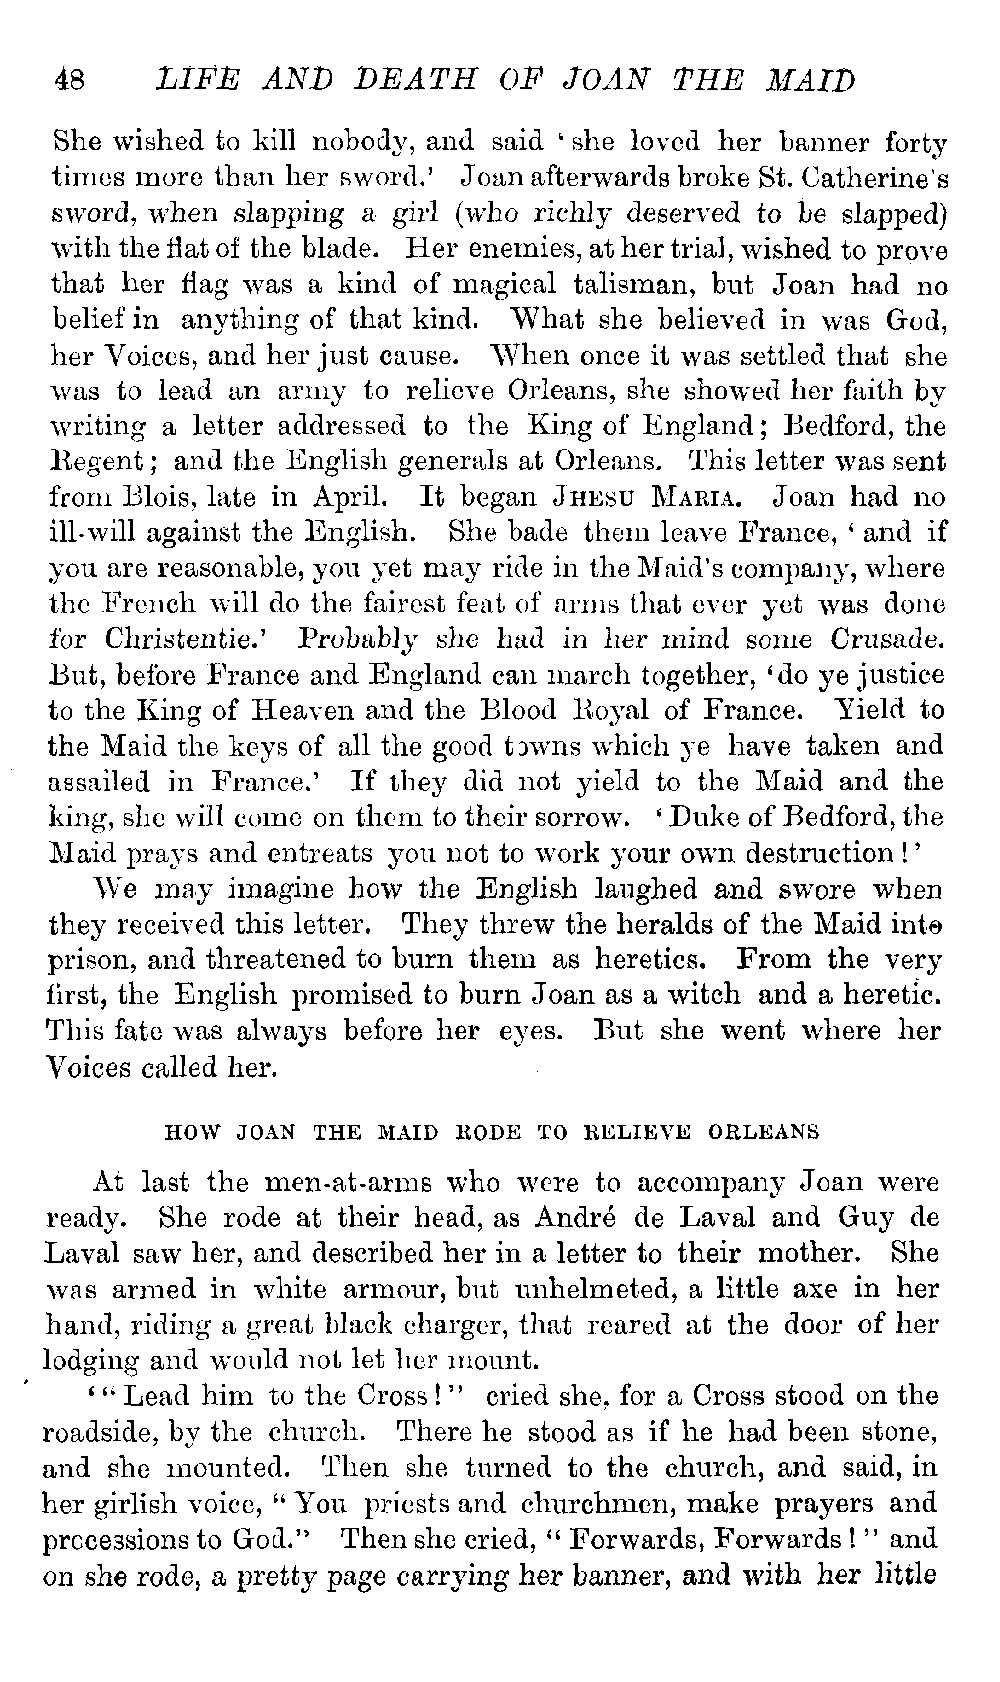 48 LIFE AND DEATH OF JOAN THE MAID
She wished to kill nobody, and said ‘she loved her banner forty
times more than her sword.’ Joan afterwards broke St. Catherine's
sword, when slapping a girl (who richly deserved to be slapped)
with the flat of the blade. Her enemies, at her trial, wished to prove
that her flag was a kind of magical talisman, but Joan had no
belief in anything of that kind. What she believed in was God,
her Voices, and her just cause. When once it was settled that she
was to lead an army to relieve Orleans, she showed her faith by
writing a letter addressed to the King of England; Bedford, the
Regent; and the English generals at Orleans. This letter was sent
from Blois, late in April. It began JHESU MARIA. Joan had no
ill-will against the English. She bade them leave France, ‘and if
you are reasonable, you yet may ride in the Maid's company, where
the French will do the fairest feat of arms that ever yet was done
for Christentie.’ Probably she had in her mind some Crusade.
But, before France and England can march together, ‘do ye justice
to the King of Heaven and the Blood Royal of France. Yield to
the Maid the keys of all the good towns which ye have taken and
assailed in France.’ If they did not yield to the Maid and the
king, she will come on them to their sorrow. ‘Duke of Bedford, the
Maid prays and entreats you not to work your own destruction!’
We may imagine how the English laughed and swore when
they received this letter. They threw the heralds of the Maid into
prison, and threatened to burn them as heretics. From the very
first, the English promised to burn Joan as a witch and a heretic.
This fate was always before her eyes. But she went where her
Voices called her.
HOW JOAN THE MAID RODE TO RELIEVE ORLEANS
At last the men-at-arms who were to accompany Joan were
ready. She rode at their head, as André de Laval and Guy de
Laval saw her, and described her in a letter to their mother. She
was armed in white armour, but unhelmeted, a little axe in her
hand, riding a great black charger, that reared at the door of her
lodging and would not let her mount.
‘“Lead him to the Cross!” cried she, for a Cross stood on the
roadside, by the church. There he stood as if he had been stone,
and she mounted. Then she turned to the church, and said, in
her girlish voice, “You priests and churchmen, make prayers and
processions to God.” Then she cried, “Forwards, Forwards!” and
on she rode, a pretty page carrying her banner, and with her little